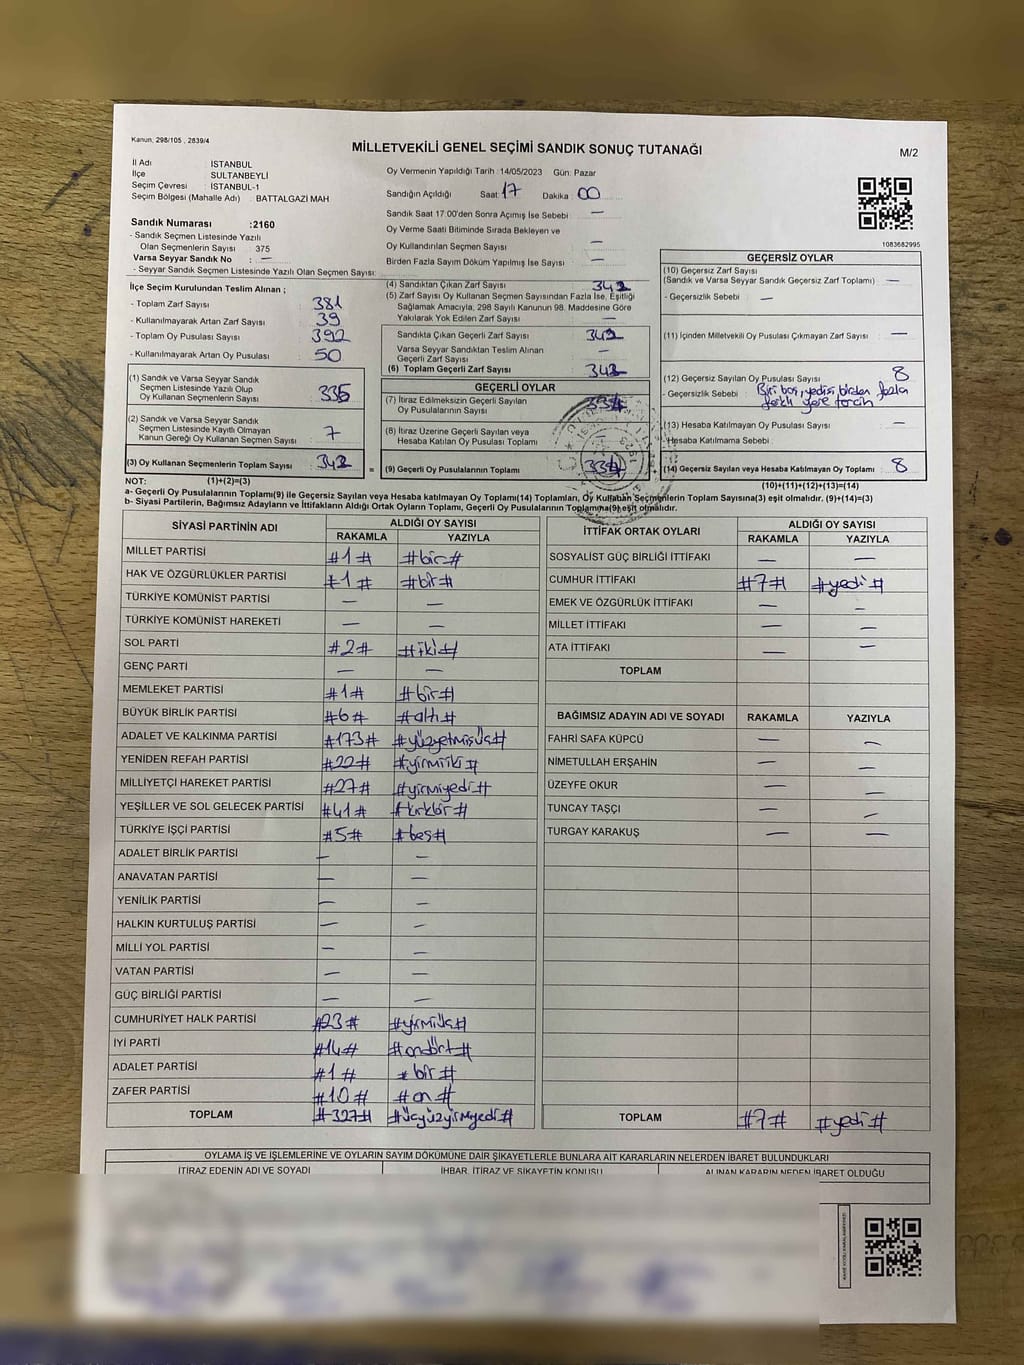 Kanun, 298/105 , 2839/4
MİLLETVEKİLİ GENEL SEÇİMİ SANDIK SONUÇ TUTANAĞI
M/2
İl Adı İSTANBUL
İlçe SULTANBEYLİ
Seçim Çevresi İSTANBUL-1
Seçim Bölgesi (Mahalle Adı) BATTALGAZİ MAH
Sandık Numarası :2160
- Sandık Seçmen Listesinde Yazılı
Olan Seçmenlerin Sayısı 375
Varsa Seyyar Sandık No : —
- Seyyar Sandık Seçmen Listesinde Yazılı Olan Seçmen Sayısı:
Oy Vermenin Yapıldığı Tarih :14/05/2023 Gün: Pazar
Sandığın Açıldığı Saat: 17 Dakika : 00
Sandık Saat 17:00'den Sonra Açımış İse Sebebi : —
Oy Verme Saati Bitiminde Sırada Bekleyen ve
Oy Kullandırılan Seçmen Sayısı : —
Birden Fazla Sayım Döküm Yapılmış İse Sayısı : —
1083682995
İlçe Seçim Kurulundan Teslim Alınan ;
- Toplam Zarf Sayısı : 381
- Kullanılmayarak Artan Zarf Sayısı : 39
- Toplam Oy Pusulası Sayısı : 392
- Kullanılmayarak Artan Oy Pusulası : 50
(1) Sandık ve Varsa Seyyar Sandık
Seçmen Listesinde Yazılı Olup
Oy Kullanan Seçmenlerin Sayısı : 335
(2) Sandık ve Varsa Seyyar Sandık
Seçmen Listesinde Kayıtlı Olmayan
Kanun Gereği Oy Kullanan Seçmen Sayısı : 7
(3) Oy Kullanan Seçmenlerin Toplam Sayısı : 342
(1)+(2)=(3)
(4) Sandıktan Çıkan Zarf Sayısı : 342
(5) Zarf Sayısı Oy Kullanan Seçmen Sayısından Fazla İse, Eşitliği
Sağlamak Amacıyla, 298 Sayılı Kanunun 98. Maddesine Göre
Yakılarak Yok Edilen Zarf Sayısı : —
Sandıkta Çıkan Geçerli Zarf Sayısı : 342
Varsa Seyyar Sandıktan Teslim Alınan
Geçerli Zarf Sayısı : —
(6) Toplam Geçerli Zarf Sayısı : 342
GEÇERLİ OYLAR
(7) İtiraz Edilmeksizin Geçerli Sayılan
Oy Pusulalarının Sayısı : 334
(8) İtiraz Üzerine Geçerli Sayılan veya
Hesaba Katılan Oy Pusulası Toplamı :
= (9) Geçerli Oy Pusulalarının Toplamı : 334
GEÇERSİZ OYLAR
(10) Geçersiz Zarf Sayısı
(Sandık ve Varsa Seyyar Sandık Geçersiz Zarf Toplamı) : —
- Geçersizlik Sebebi : —
(11) İçinden Milletvekili Oy Pusulası Çıkmayan Zarf Sayısı : —
(12) Geçersiz Sayılan Oy Pusulası Sayısı : 8
- Geçersizlik Sebebi : Biri boş, yedisi birden fazla
farklı yere tercih
(13) Hesaba Katılmayan Oy Pusulası Sayısı : —
Hesaba Katılmama Sebebi :
+ (14) Geçersiz Sayılan veya Hesaba Katılmayan Oy Toplamı : 8
(10)+(11)+(12)+(13)=(14)
NOT:
a- Geçerli Oy Pusulalarının Toplamı(9) ile Geçersiz Sayılan veya Hesaba katılmayan Oy Toplamı(14) Toplamları, Oy Kullanan Seçmenlerin Toplam Sayısına(3) eşit olmalıdır. (9)+(14)=(3)
b- Siyasi Partilerin, Bağımsız Adayların ve İttifakların Aldığı Ortak Oyların Toplamı, Geçerli Oy Pusulalarının Toplamına(9) eşit olmalıdır.
SİYASİ PARTİNİN ADI ALDIĞI OY SAYISI
RAKAMLA YAZIYLA
MİLLET PARTİSİ #1# #bir#
HAK VE ÖZGÜRLÜKLER PARTİSİ #1# #bir#
TÜRKİYE KOMÜNİST PARTİSİ — —
TÜRKİYE KOMÜNİST HAREKETİ — —
SOL PARTİ #2# #iki#
GENÇ PARTİ — —
MEMLEKET PARTİSİ #1# #bir#
BÜYÜK BİRLİK PARTİSİ #6# #altı#
ADALET VE KALKINMA PARTİSİ #173# #yüzyetmişüç#
YENİDEN REFAH PARTİSİ #22# #yirmiiki#
MİLLİYETÇİ HAREKET PARTİSİ #27# #yirmiyedi#
YEŞİLLER VE SOL GELECEK PARTİSİ #41# #kırkbir#
TÜRKİYE İŞÇİ PARTİSİ #5# #beş#
ADALET BİRLİK PARTİSİ — —
ANAVATAN PARTİSİ — —
YENİLİK PARTİSİ — —
HALKIN KURTULUŞ PARTİSİ — —
MİLLİ YOL PARTİSİ — —
VATAN PARTİSİ — —
GÜÇ BİRLİĞİ PARTİSİ — —
CUMHURİYET HALK PARTİSİ #23# #yirmiüç#
İYİ PARTİ #14# #ondört#
ADALET PARTİSİ #1# #bir#
ZAFER PARTİSİ #10# #on#
TOPLAM #327# #üçyüzyirmiyedi#
İTTİFAK ORTAK OYLARI ALDIĞI OY SAYISI
RAKAMLA YAZIYLA
SOSYALİST GÜÇ BİRLİĞİ İTTİFAKI — —
CUMHUR İTTİFAKI #7# #yedi#
EMEK VE ÖZGÜRLÜK İTTİFAKI — —
MİLLET İTTİFAKI — —
ATA İTTİFAKI — —
TOPLAM
BAĞIMSIZ ADAYIN ADI VE SOYADI RAKAMLA YAZIYLA
FAHRİ SAFA KÜPCÜ — —
NİMETULLAH ERŞAHİN — —
ÜZEYFE OKUR — —
TUNCAY TAŞÇI — —
TURGAY KARAKUŞ — —
TOPLAM #7# #yedi#
OYLAMA İŞ VE İŞLEMLERİNE VE OYLARIN SAYIM DÖKÜMÜNE DAİR ŞİKAYETLERLE BUNLARA AİT KARARLARIN NELERDEN İBARET BULUNDUKLARI
İTİRAZ EDENİN ADI VE SOYADI İHBAR, İTİRAZ VE ŞİKAYETİN KONUSU ALINAN KARARIN NEDEN İBARET OLDUĞU